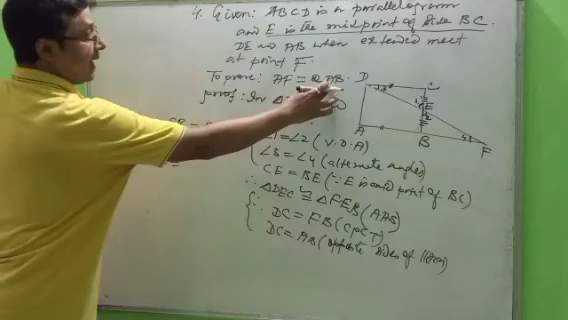 4. Given: ABCD is a parallelogram
and E is the midpoint of side BC.
DE and AB when extended meet
at point F.
To prove: AF = 2AB.
Proof: In Δ
∠1=∠2 (V.O.A)
∠3=∠4 (alternate angles)
CE = BE (∵ E is mid point of BC)
∴ ΔDEC ≅ ΔFEB (AAS)
∴ DC = FB (CPCT)
DC = AB (opposite sides of ||gm)
D
A
B
F